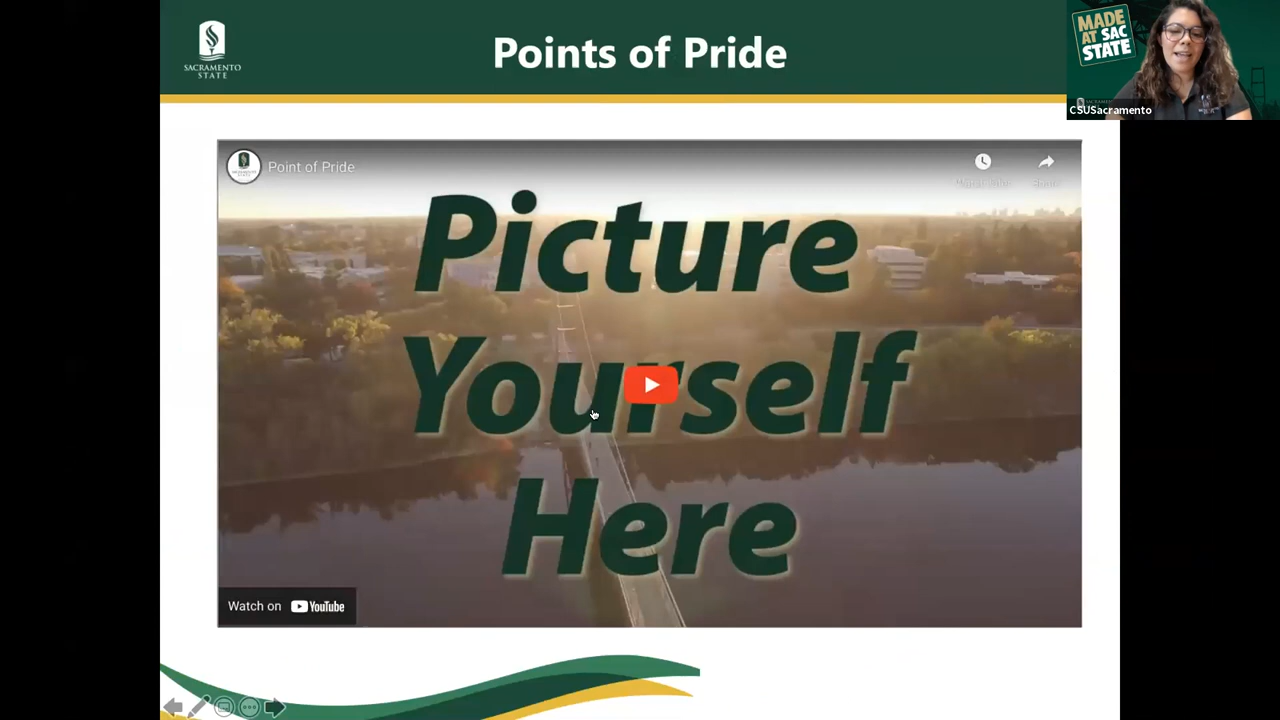 SACRAMENTO
STATE
Points of Pride
MADE
AT SAC
STATE
CSUSacramento
Point of Pride
Share
Picture
Yourself
Here
Watch on YouTube